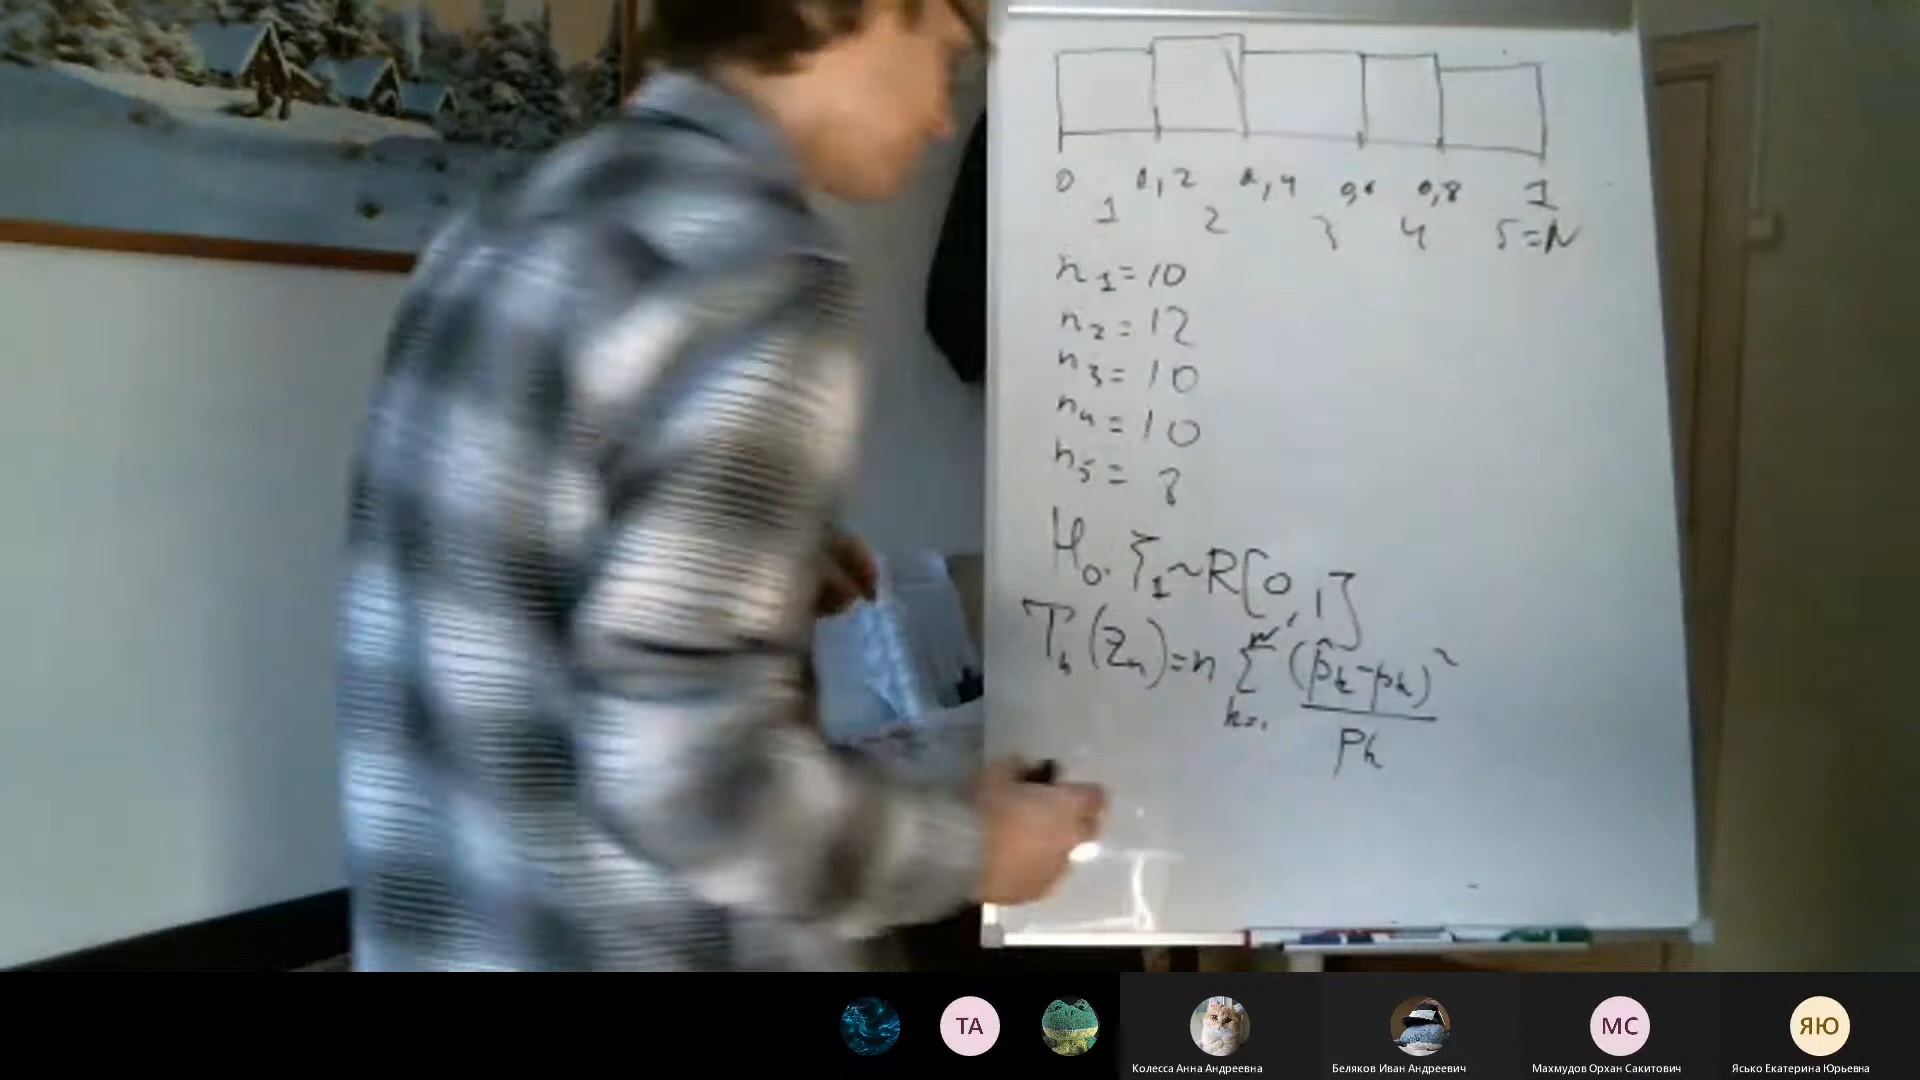 0 0,2 0,4 0,6 0,8 1
1 2 3 4 5=N
n₁=10
n₂=12
n₃=10
n₄=10
n₅=8
H₀: ξ₁~R[0,1]
Tₙ(Zₙ)=n ∑ₖ₌₁ᴺ (p̂ₖ-pₖ)²/pₖ
TA МС ЯЮ
Колесса Анна Андреевна Беляков Иван Андреевич Махмудов Орхан Сакитович Ясько Екатерина Юрьевна